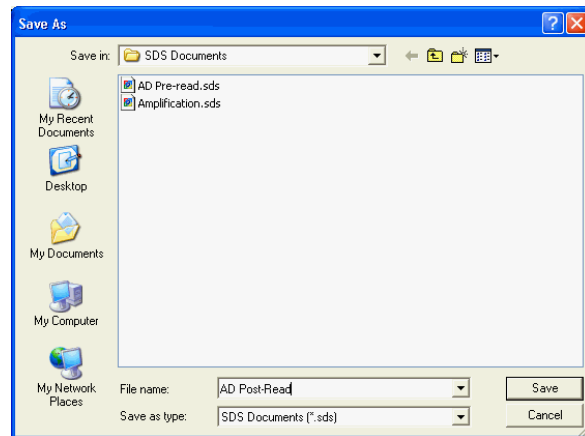 Save As
Save in: SDS Documents
AD Pre-read.sds
Amplification.sds
My Recent
Documents
Desktop
My Documents
My Computer
My Network
Places
File name: AD Post-Read Save
Save as type: SDS Documents (*.sds) Cancel